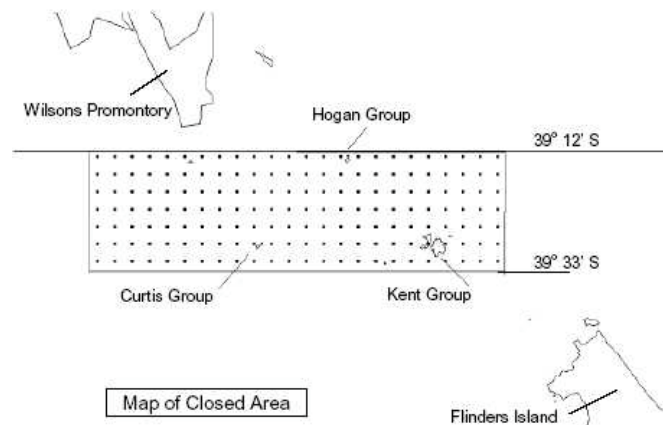 Wilsons Promontory
Hogan Group
39° 12' S
39° 33' S
Curtis Group
Kent Group
Map of Closed Area
Flinders Island